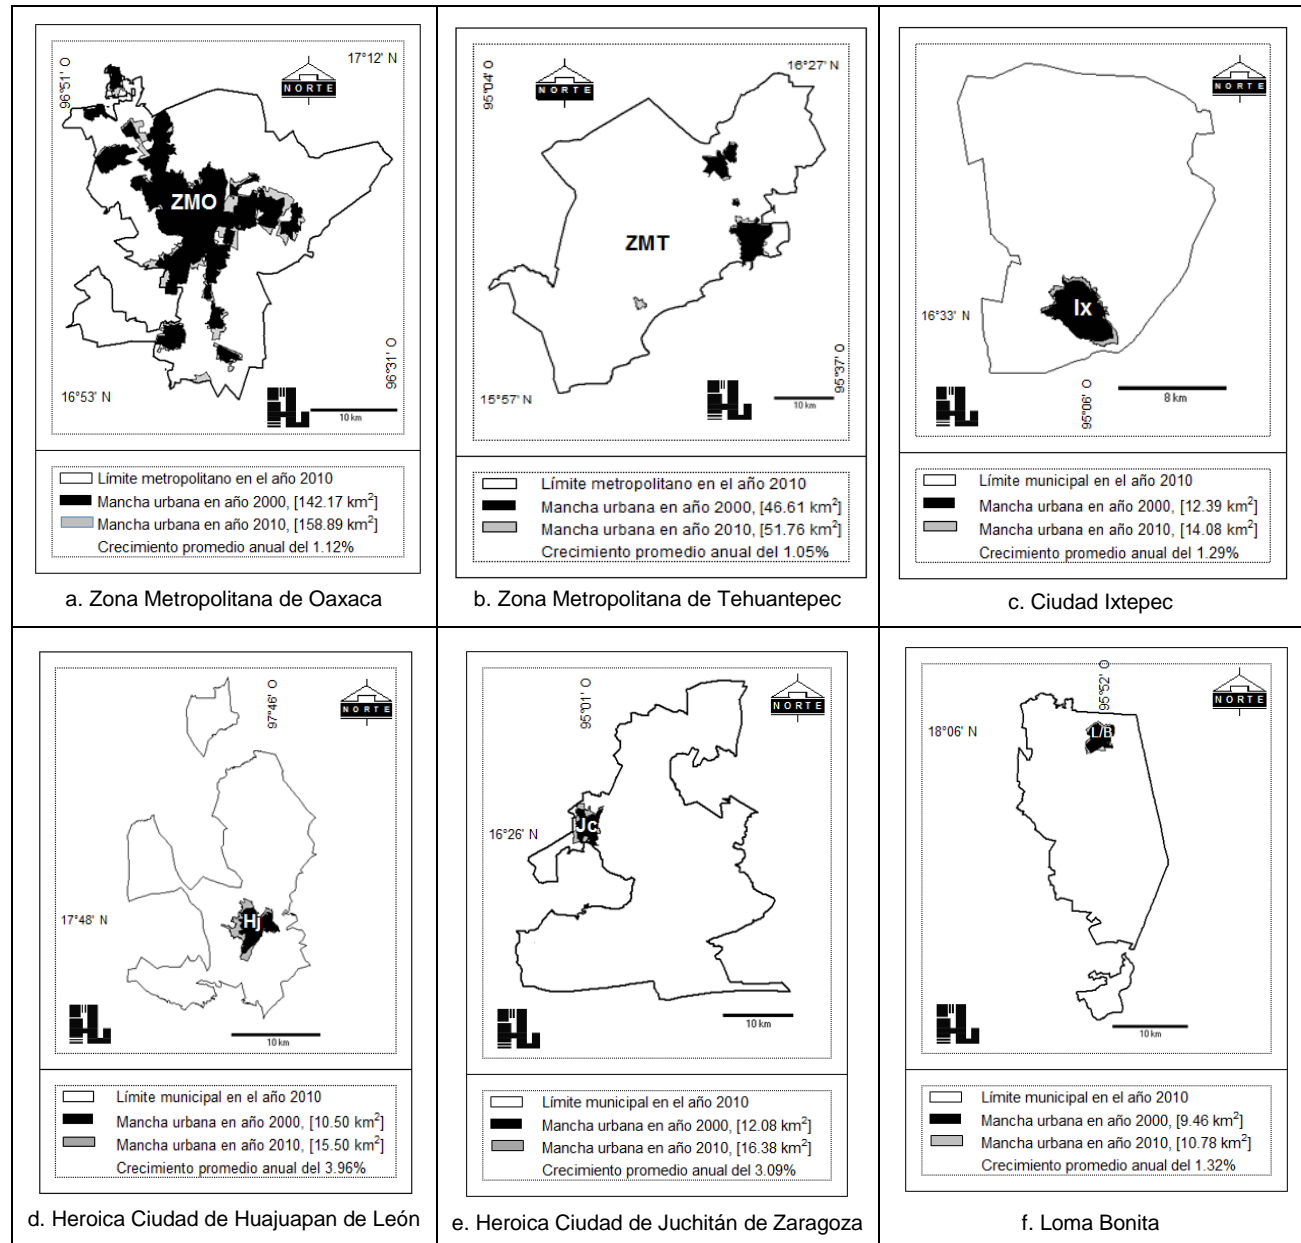 17°12' N
96°51' O
NORTE
ZMO
96°31' O
16°53' N
10 km
Límite metropolitano en el año 2010
Mancha urbana en año 2000, [142.17 km²]
Mancha urbana en año 2010, [158.89 km²]
Crecimiento promedio anual del 1.12%
a. Zona Metropolitana de Oaxaca
16°27' N
95°04' O
NORTE
ZMT
95°37' O
15°57' N
10 km
Límite metropolitano en el año 2010
Mancha urbana en año 2000, [46.61 km²]
Mancha urbana en año 2010, [51.76 km²]
Crecimiento promedio anual del 1.05%
b. Zona Metropolitana de Tehuantepec
NORTE
Ix
16°33' N
95°06' O
8 km
Límite municipal en el año 2010
Mancha urbana en año 2000, [12.39 km²]
Mancha urbana en año 2010, [14.08 km²]
Crecimiento promedio anual del 1.29%
c. Ciudad Ixtepec
97°46' O
NORTE
Hj
17°48' N
10 km
Límite municipal en el año 2010
Mancha urbana en año 2000, [10.50 km²]
Mancha urbana en año 2010, [15.50 km²]
Crecimiento promedio anual del 3.96%
d. Heroica Ciudad de Huajuapan de León
95°01' O
NORTE
Jc
16°26' N
10 km
Límite municipal en el año 2010
Mancha urbana en año 2000, [12.08 km²]
Mancha urbana en año 2010, [16.38 km²]
Crecimiento promedio anual del 3.09%
e. Heroica Ciudad de Juchitán de Zaragoza
95°52' O
NORTE
L/B
18°06' N
10 km
Límite municipal en el año 2010
Mancha urbana en año 2000, [9.46 km²]
Mancha urbana en año 2010, [10.78 km²]
Crecimiento promedio anual del 1.32%
f. Loma Bonita